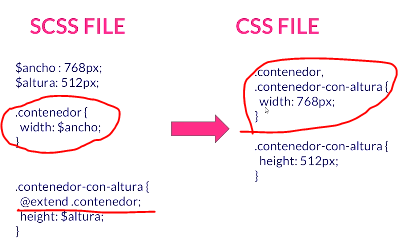 SCSS FILE
$ancho : 768px;
$altura: 512px;
.contenedor {
width: $ancho;
}
.contenedor-con-altura {
@extend .contenedor;
height: $altura;
}
CSS FILE
.contenedor,
.contenedor-con-altura {
width: 768px;
}
.contenedor-con-altura {
height: 512px;
}